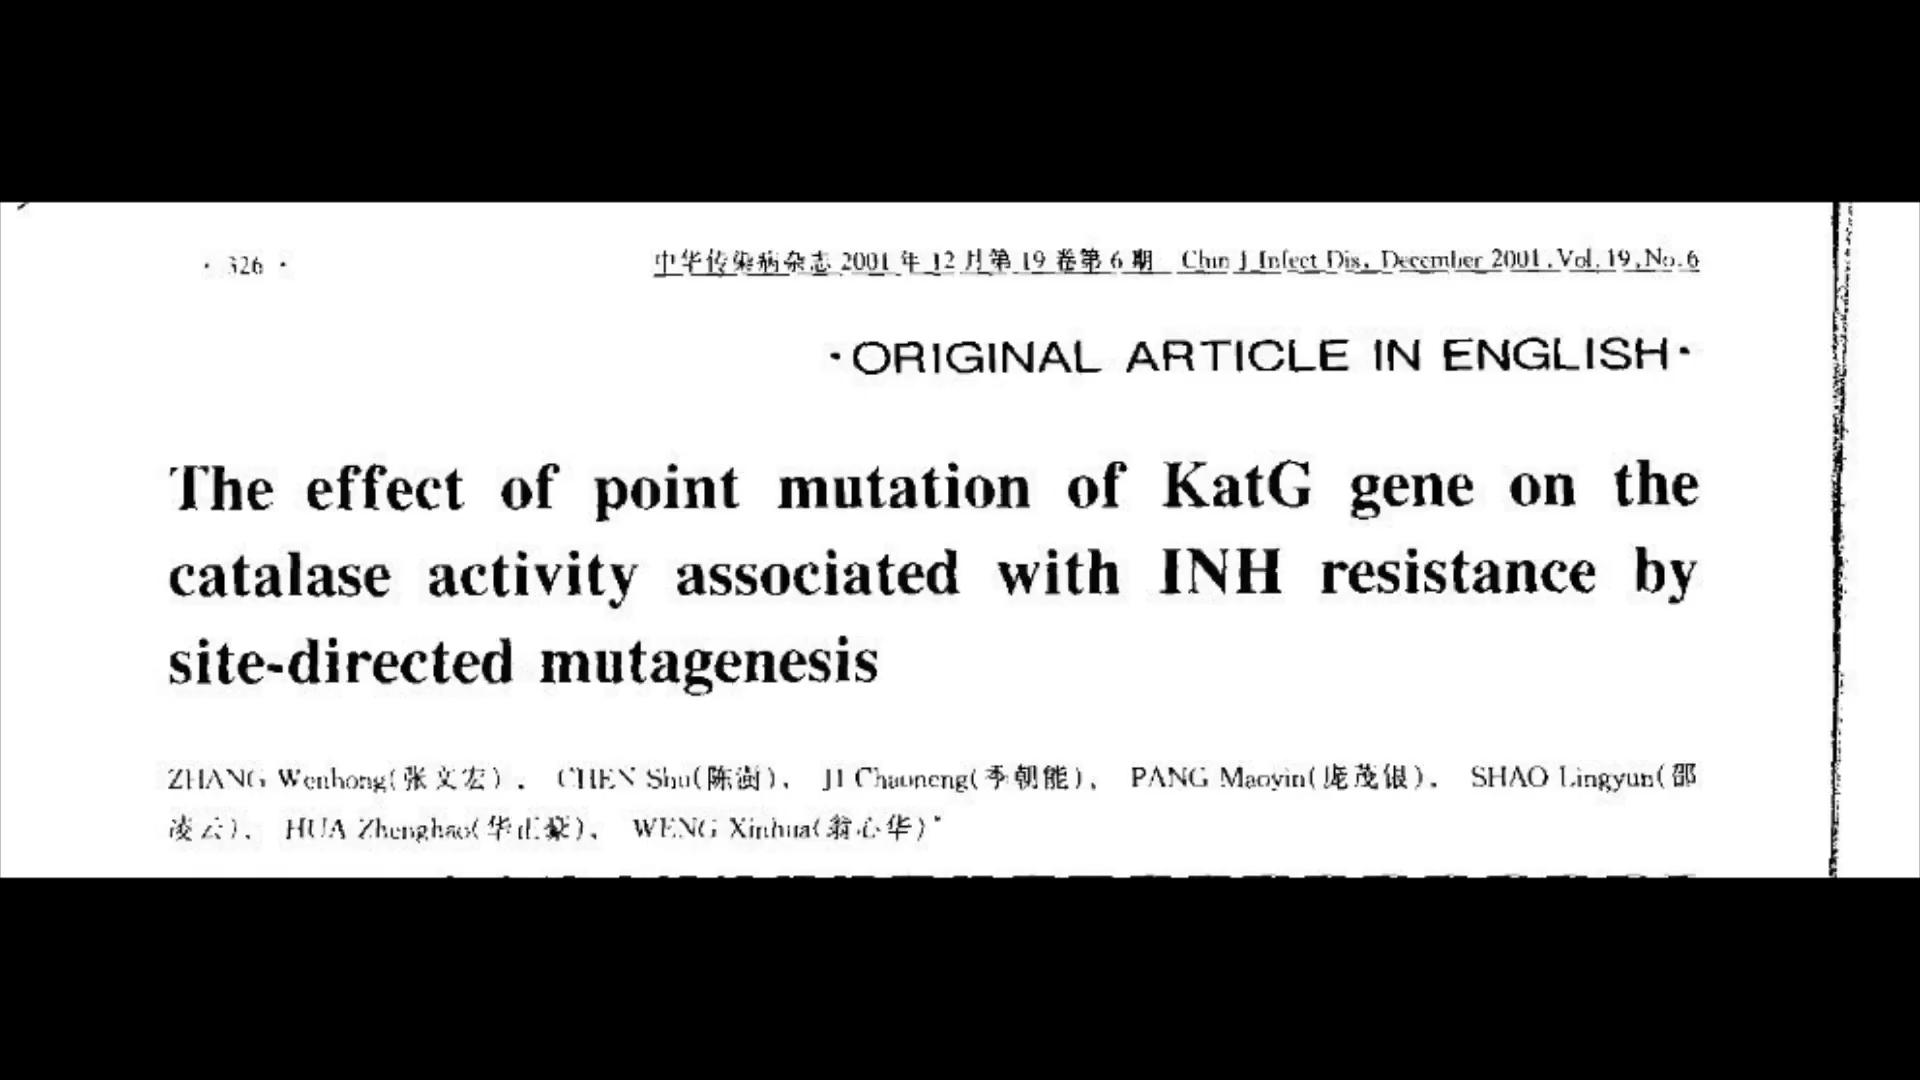 · 326 ·
中华传染病杂志 2001 年 12 月第 19 卷第 6 期 Chin J Infect Dis, December 2001, Vol. 19, No. 6
·ORIGINAL ARTICLE IN ENGLISH·
The effect of point mutation of KatG gene on the
catalase activity associated with INH resistance by
site-directed mutagenesis
ZHANG Wenhong(张文宏), CHEN Shu(陈澍), JI Chaoneng(季朝能), PANG Maoyin(庞茂银), SHAO Lingyun(邵
凌云), HUA Zhenghao(华正豪), WENG Xinhua(翁心华)*